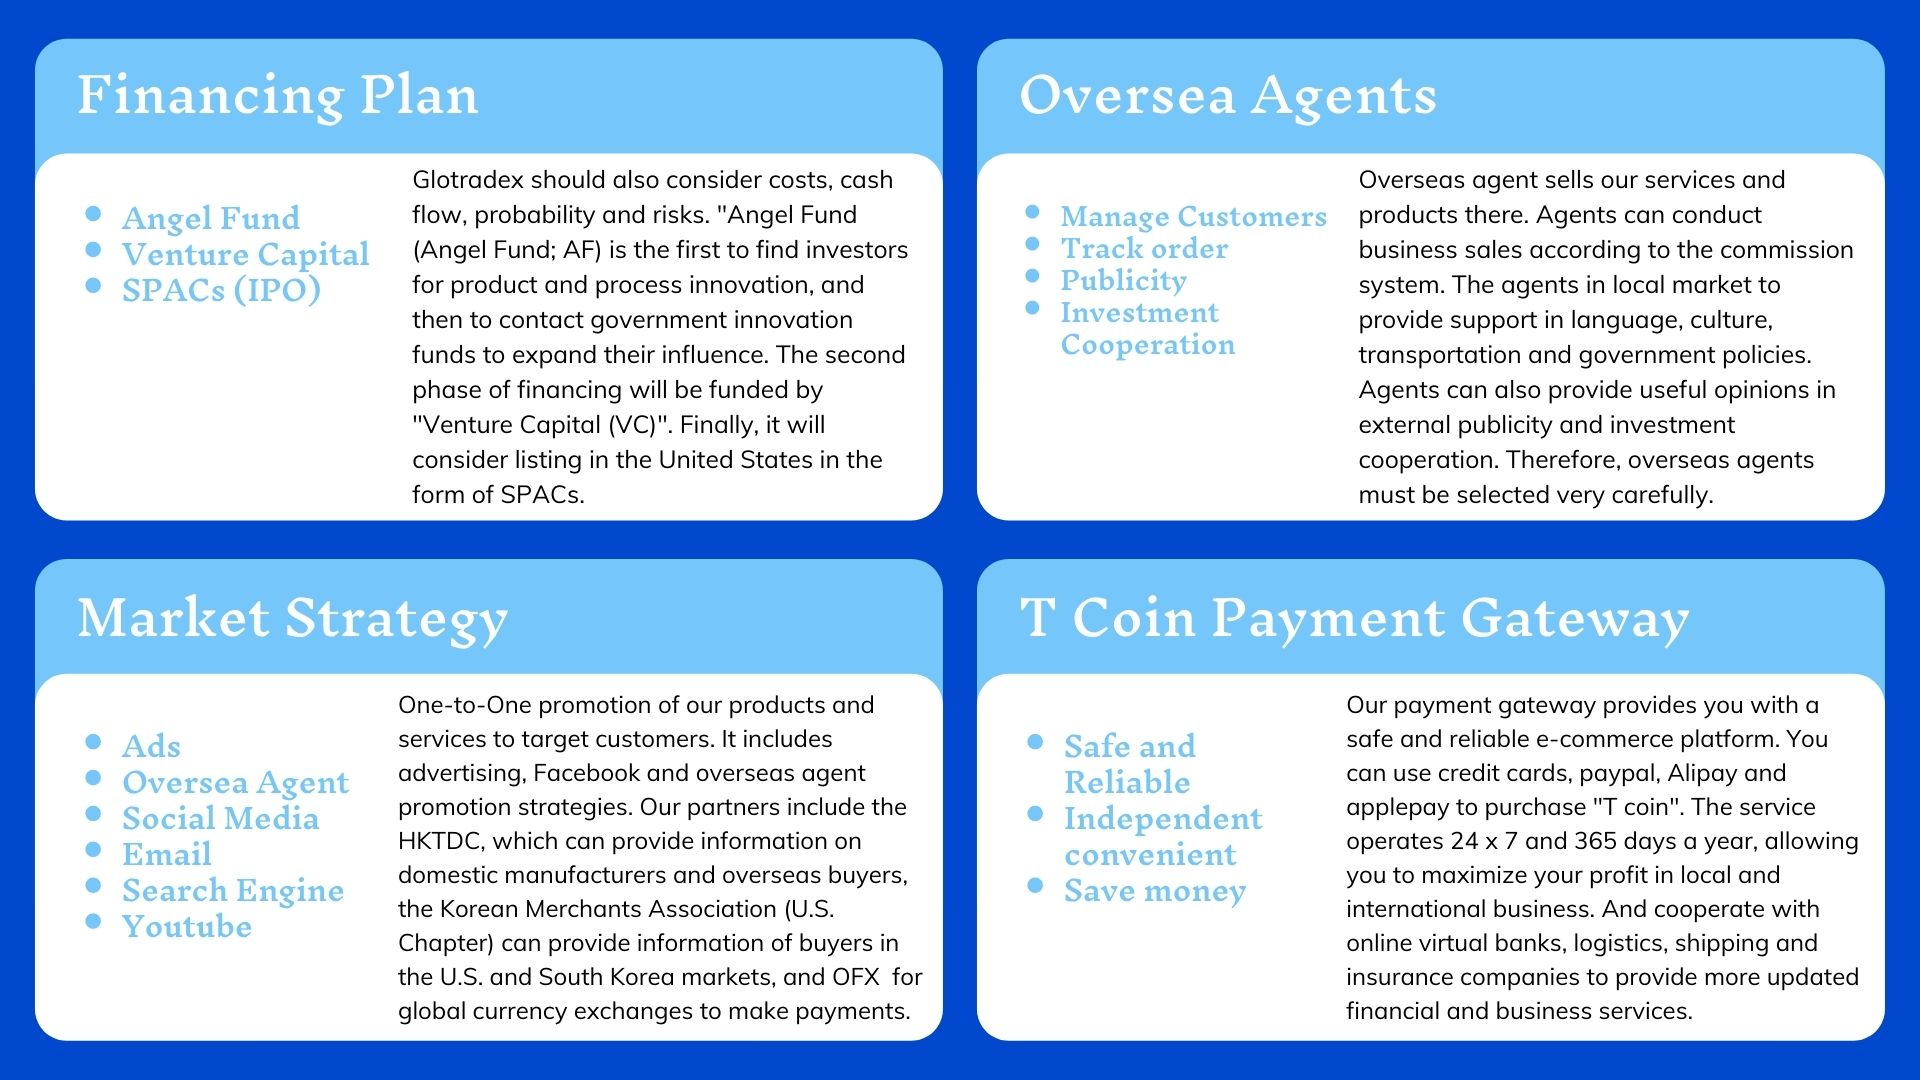 Financing Plan
Angel Fund
Venture Capital
SPACs (IPO)
Glotradex should also consider costs, cash
flow, probability and risks. "Angel Fund
(Angel Fund; AF) is the first to find investors
for product and process innovation, and
then to contact government innovation
funds to expand their influence. The second
phase of financing will be funded by
"Venture Capital (VC)". Finally, it will
consider listing in the United States in the
form of SPACs.
Oversea Agents
Manage Customers
Track order
Publicity
Investment
Cooperation
Overseas agent sells our services and
products there. Agents can conduct
business sales according to the commission
system. The agents in local market to
provide support in language, culture,
transportation and government policies.
Agents can also provide useful opinions in
external publicity and investment
cooperation. Therefore, overseas agents
must be selected very carefully.
Market Strategy
Ads
Oversea Agent
Social Media
Email
Search Engine
Youtube
One-to-One promotion of our products and
services to target customers. It includes
advertising, Facebook and overseas agent
promotion strategies. Our partners include the
HKTDC, which can provide information on
domestic manufacturers and overseas buyers,
the Korean Merchants Association (U.S.
Chapter) can provide information of buyers in
the U.S. and South Korea markets, and OFX  for
global currency exchanges to make payments.
T Coin Payment Gateway
Safe and
Reliable
Independent
convenient
Save money
Our payment gateway provides you with a
safe and reliable e-commerce platform. You
can use credit cards, paypal, Alipay and
applepay to purchase "T coin". The service
operates 24 x 7 and 365 days a year, allowing
you to maximize your profit in local and
international business. And cooperate with
online virtual banks, logistics, shipping and
insurance companies to provide more updated
financial and business services.